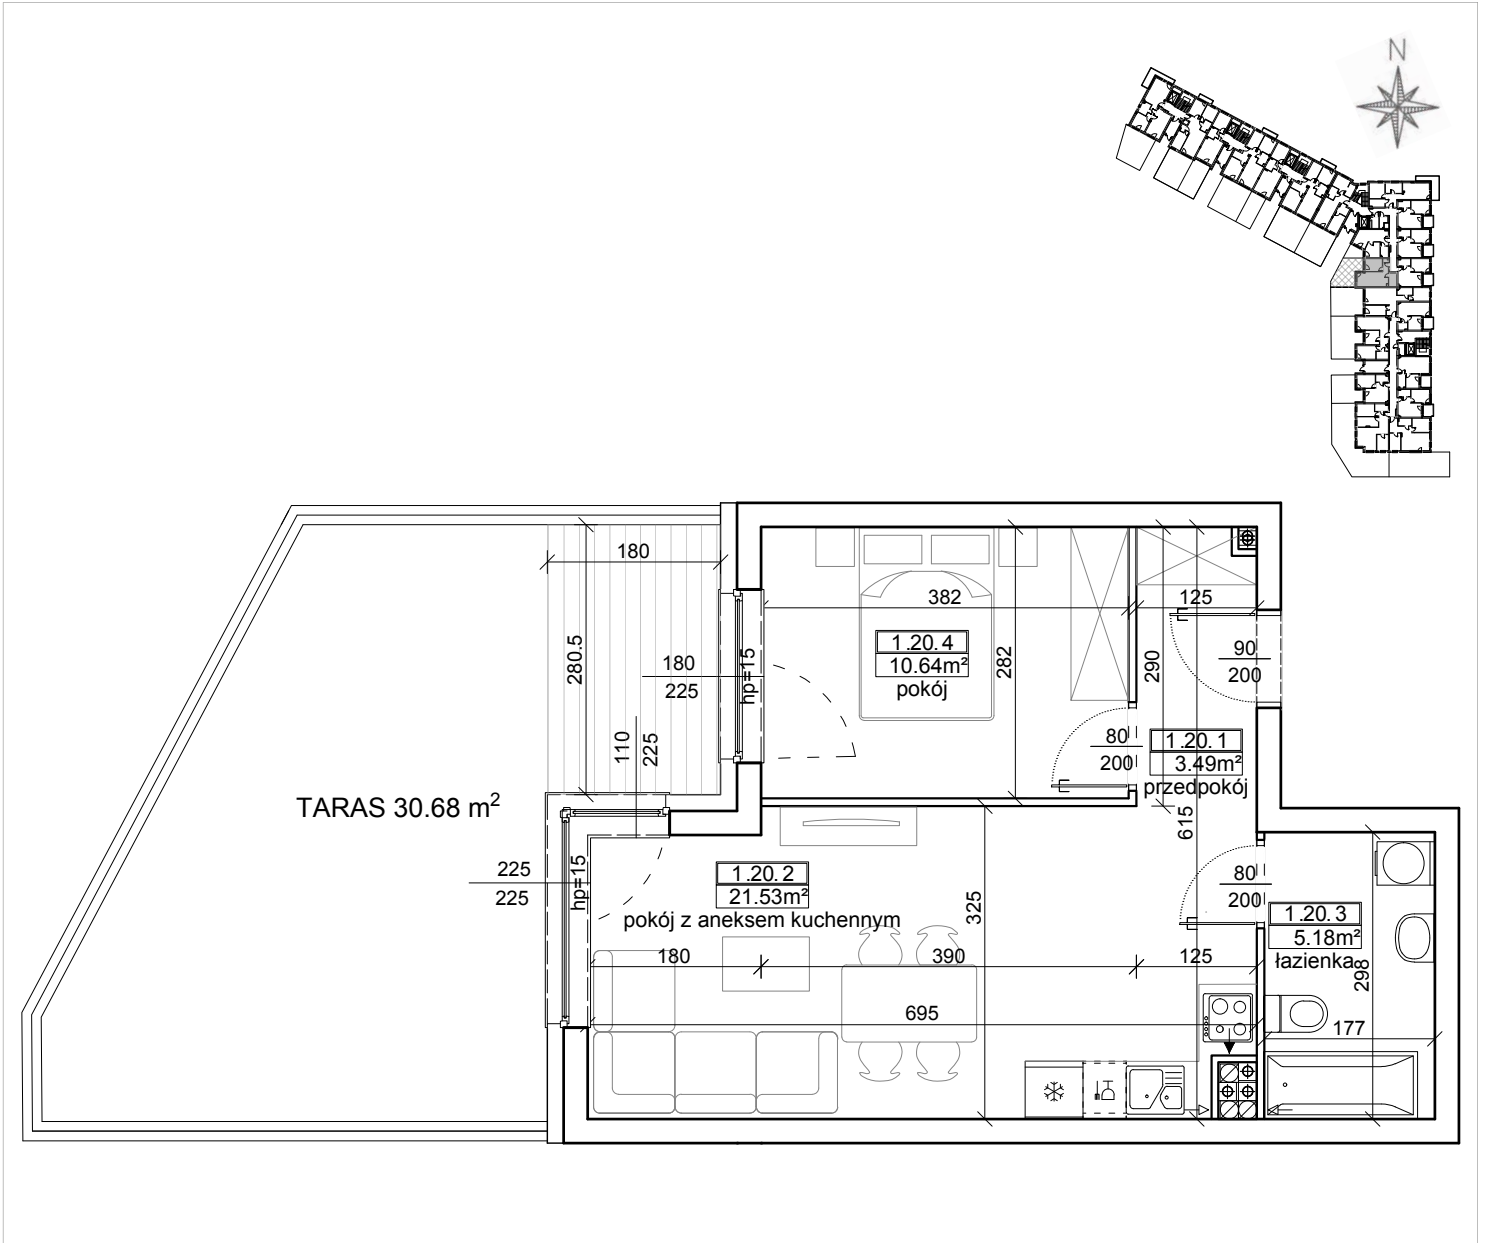 N
180
382
125
280.5
180
225
hp=15
1.20.4
10.64m²
pokój
282
290
90
200
110
225
80
200
1.20.1
3.49m²
przedpokój
TARAS 30.68 m²
615
225
225
hp=15
1.20.2
21.53m²
pokój z aneksem kuchennym
325
80
200
1.20.3
5.18m²
łazienka
298
180
390
125
695
177